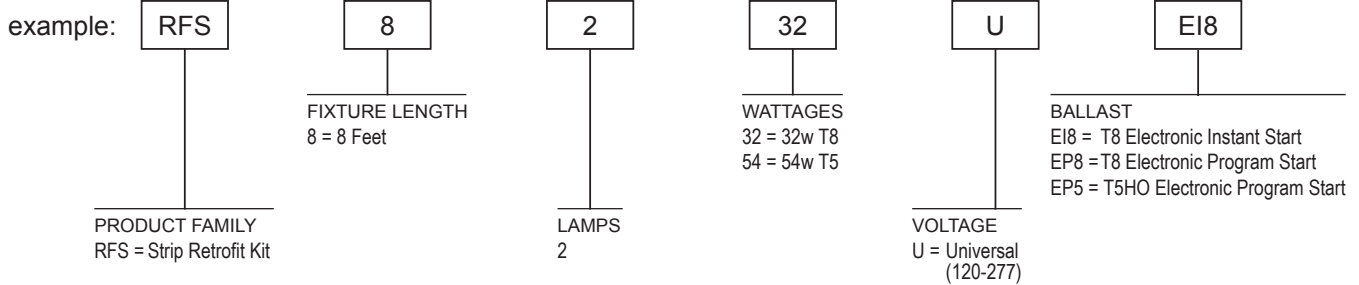 example: RFS 8 2 32 U EI8
FIXTURE LENGTH
8 = 8 Feet
WATTAGES
32 = 32w T8
54 = 54w T5
BALLAST
EI8 = T8 Electronic Instant Start
EP8 = T8 Electronic Program Start
EP5 = T5HO Electronic Program Start
PRODUCT FAMILY
RFS = Strip Retrofit Kit
LAMPS
2
VOLTAGE
U = Universal
(120-277)